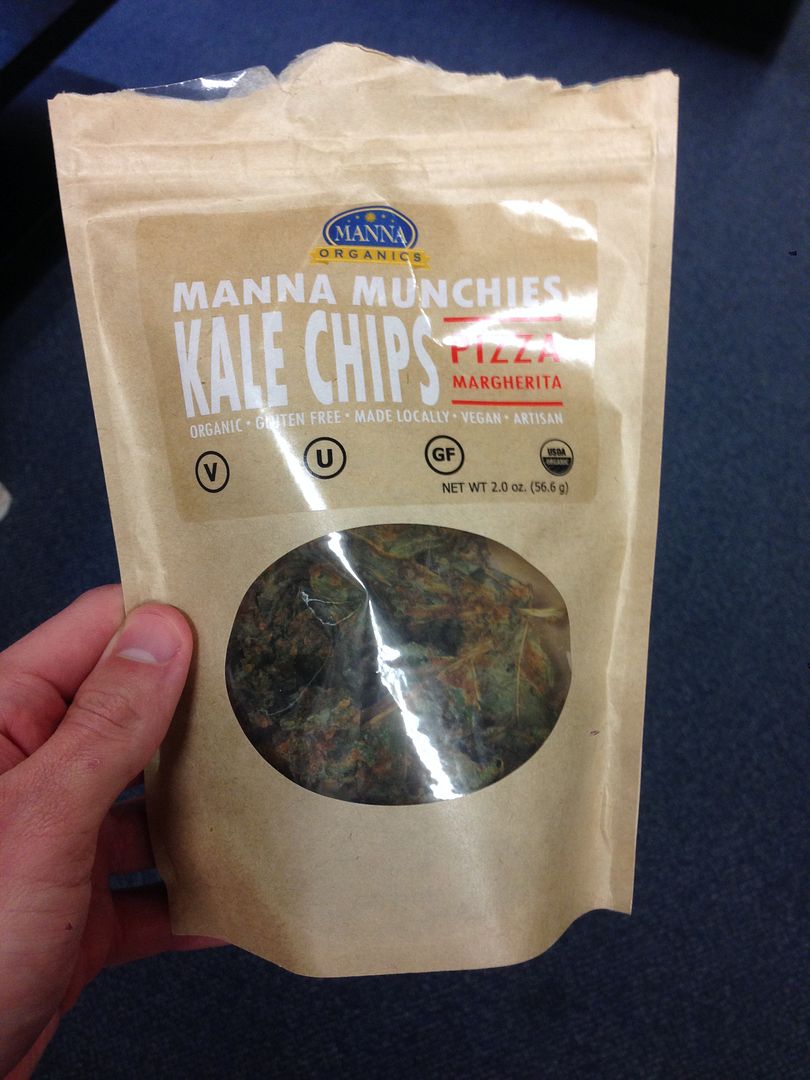 MANNA
ORGANICS
MANNA MUNCHIES
KALE CHIPS
PIZZA
MARGHERITA
ORGANIC • GLUTEN FREE • MADE LOCALLY • VEGAN • ARTISAN
V U GF USDA
ORGANIC
NET WT 2.0 oz. (56.6 g)